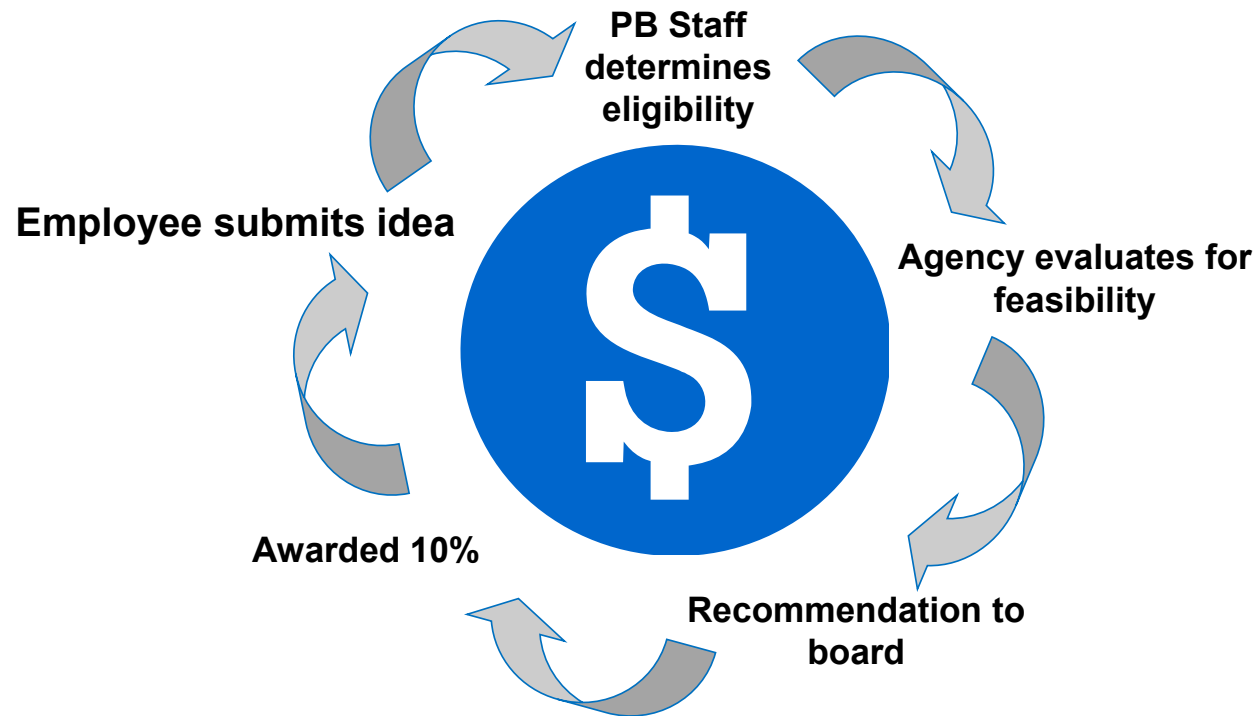 PB Staff
determines
eligibility
Employee submits idea
Agency evaluates for
feasibility
Awarded 10%
Recommendation to
board
$